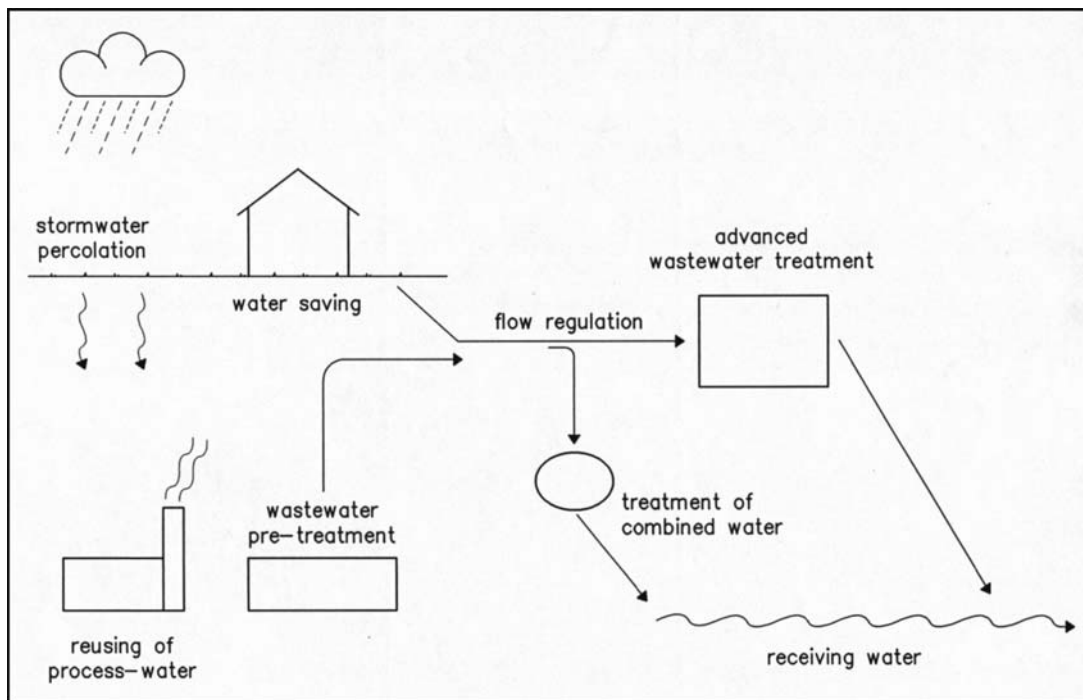 stormwater
percolation
water saving
advanced
wastewater treatment
flow regulation
wastewater
pre-treatment
treatment of
combined water
reusing of
process-water
receiving water